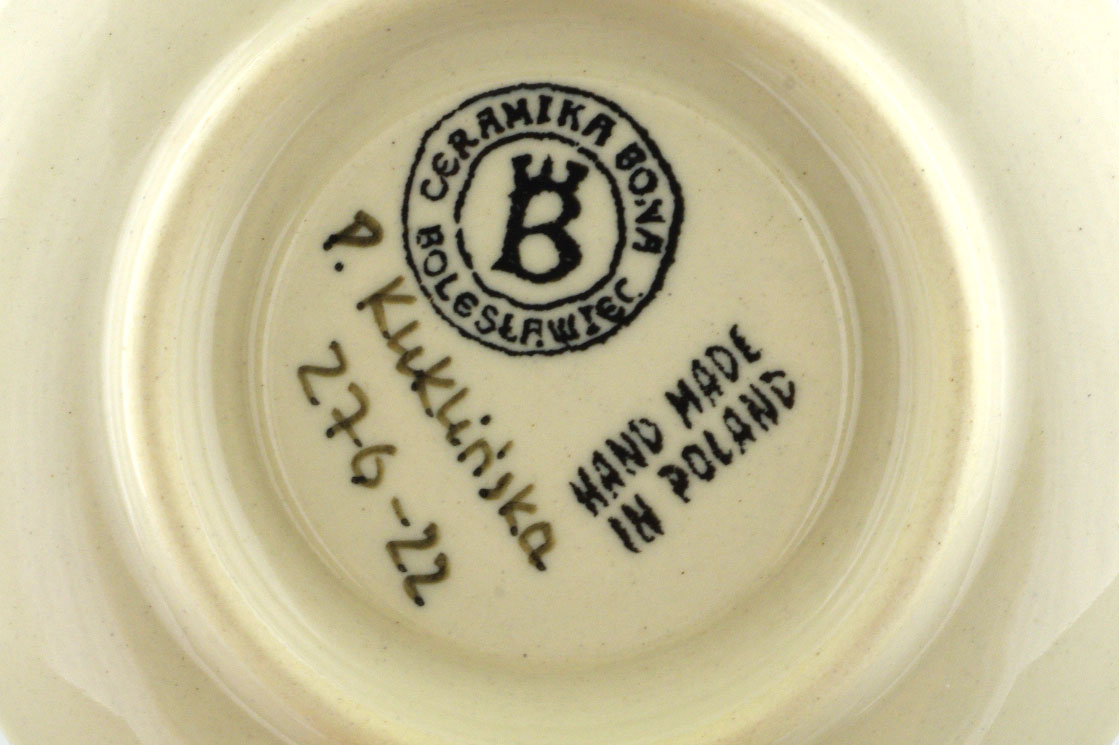 CERAMIKA BONA
BOLESŁAWIEC
B
P. Kuklińska
276-22
HAND MADE
IN POLAND